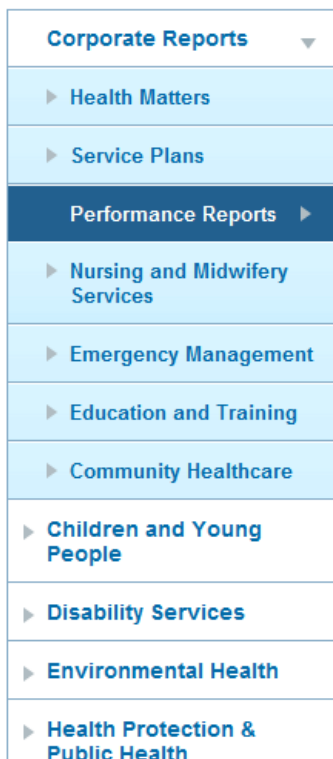 Corporate Reports
Health Matters
Service Plans
Performance Reports
Nursing and Midwifery
Services
Emergency Management
Education and Training
Community Healthcare
Children and Young
People
Disability Services
Environmental Health
Health Protection &
Public Health